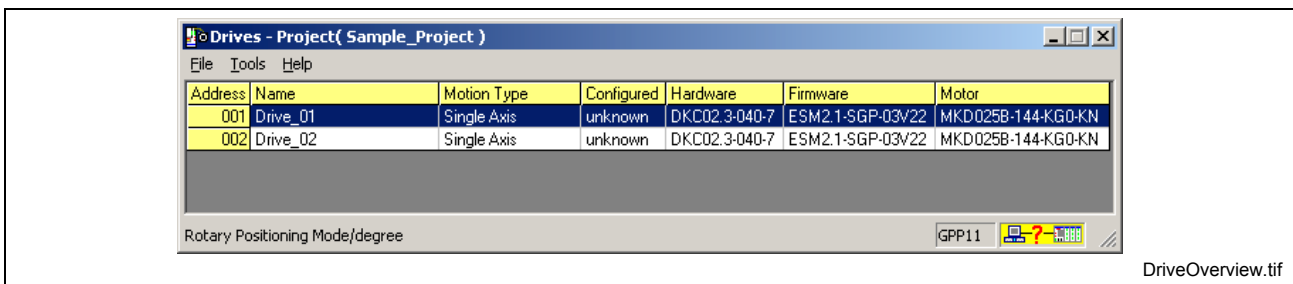 Drives - Project( Sample_Project )
File Tools Help
Address Name Motion Type Configured Hardware Firmware Motor
001 Drive_01 Single Axis unknown DKC02.3-040-7 ESM2.1-SGP-03V22 MKD025B-144-KG0-KN
002 Drive_02 Single Axis unknown DKC02.3-040-7 ESM2.1-SGP-03V22 MKD025B-144-KG0-KN
Rotary Positioning Mode/degree GPP11 ?
DriveOverview.tif